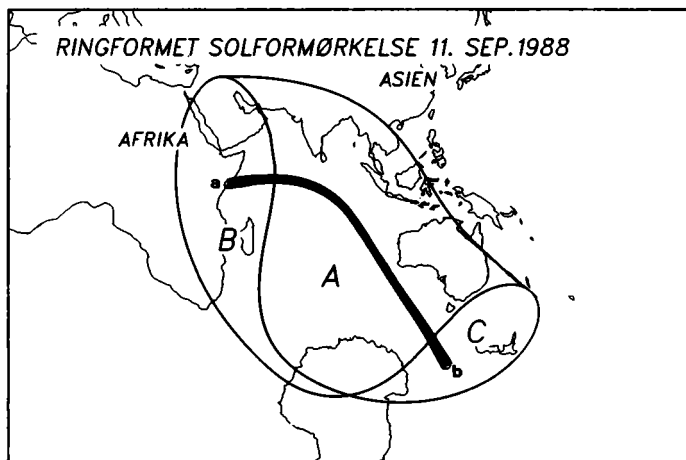 RINGFORMET SOLFORMØRKELSE 11. SEP. 1988
ASIEN
AFRIKA
a
B
A
C
b